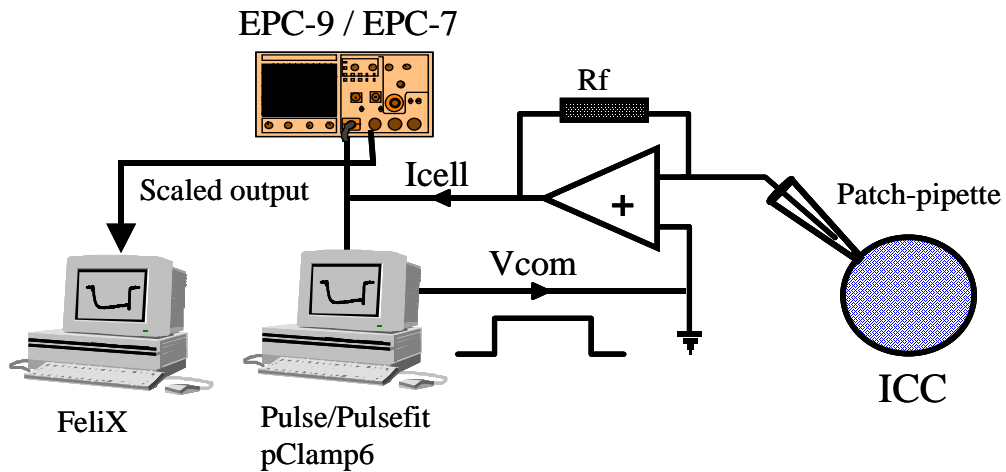 EPC-9 / EPC-7
Rf
Scaled output
Icell
+
Patch-pipette
Vcom
ICC
FeliX
Pulse/Pulsefit
pClamp6